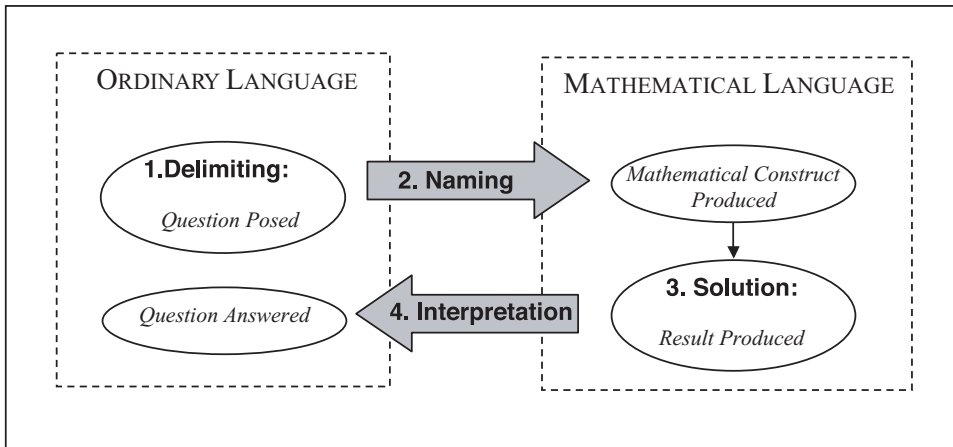 ORDINARY LANGUAGE
1.Delimiting:
Question Posed
2. Naming
MATHEMATICAL LANGUAGE
Mathematical Construct
Produced
3. Solution:
Result Produced
4. Interpretation
Question Answered